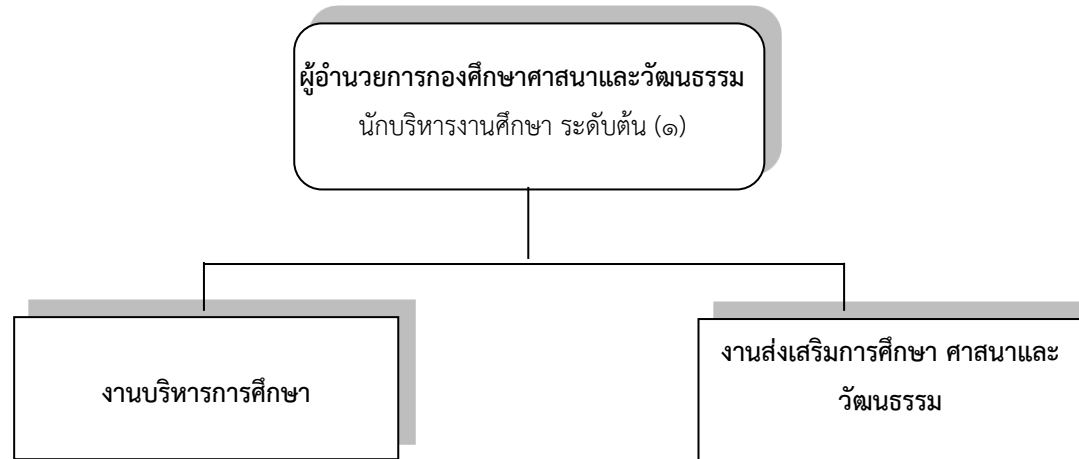 ผู้อำนวยการกองศึกษาศาสนาและวัฒนธรรม
นักบริหารงานศึกษา ระดับต้น (๑)
งานบริหารการศึกษา
งานส่งเสริมการศึกษา ศาสนาและ
วัฒนธรรม